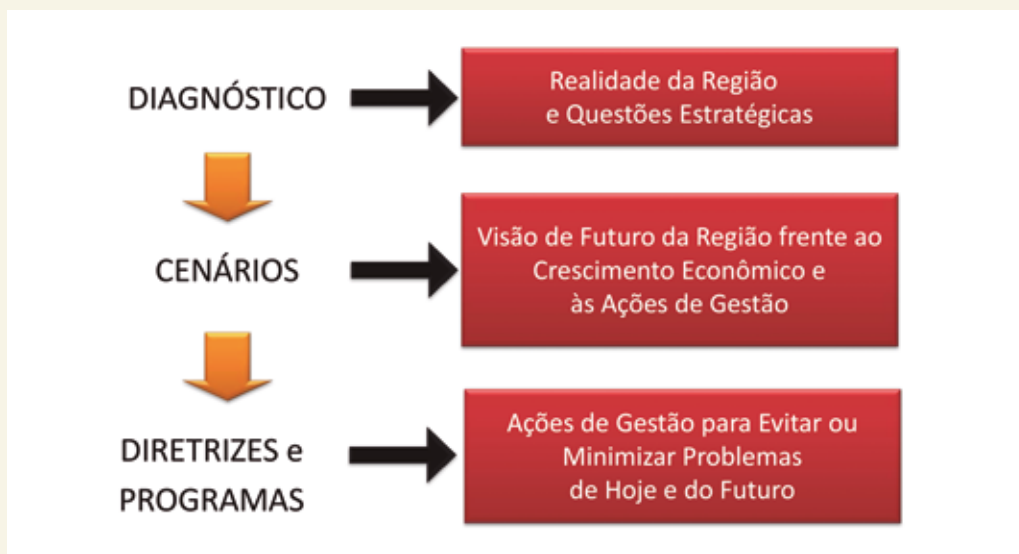 DIAGNÓSTICO
Realidade da Região
e Questões Estratégicas
CENÁRIOS
Visão de Futuro da Região frente ao
Crescimento Econômico e
às Ações de Gestão
DIRETRIZES e
PROGRAMAS
Ações de Gestão para Evitar ou
Minimizar Problemas
de Hoje e do Futuro